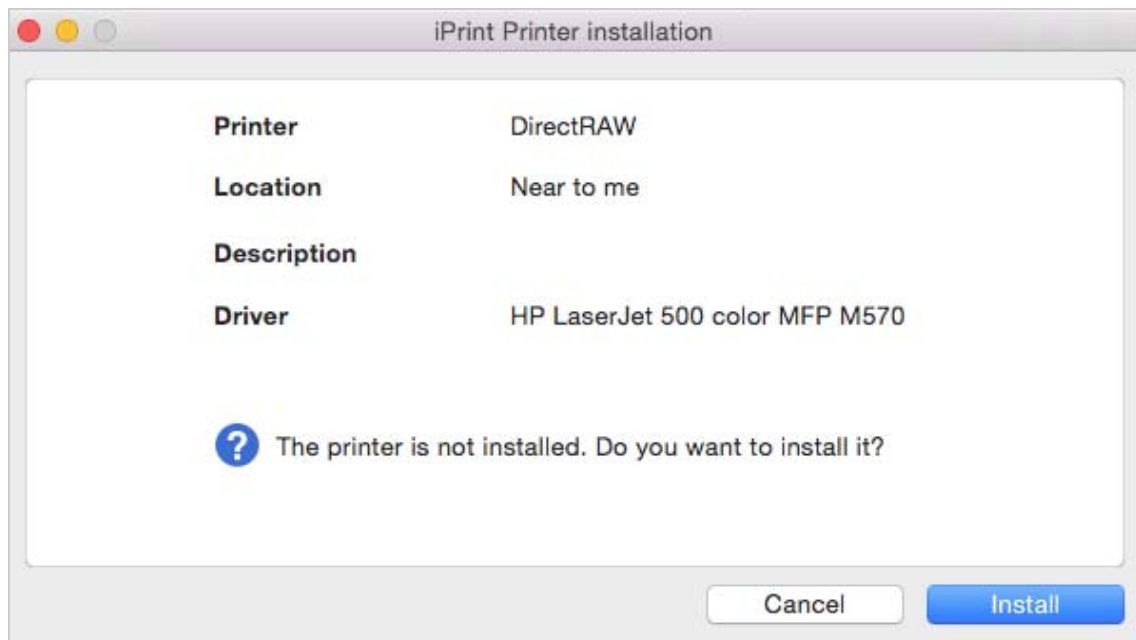 iPrint Printer installation
Printer DirectRAW
Location Near to me
Description
Driver HP LaserJet 500 color MFP M570
? The printer is not installed. Do you want to install it?
Cancel Install